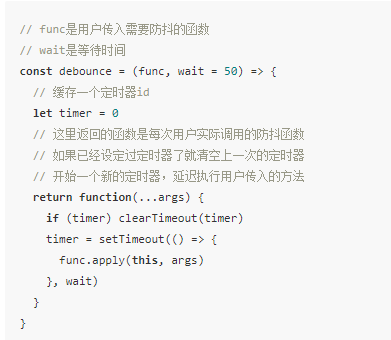 // func是用户传入需要防抖的函数
// wait是等待时间
const debounce = (func, wait = 50) => {
  // 缓存一个定时器id
  let timer = 0
  // 这里返回的函数是每次用户实际调用的防抖函数
  // 如果已经设定过定时器了就清空上一次的定时器
  // 开始一个新的定时器，延迟执行用户传入的方法
  return function(...args) {
    if (timer) clearTimeout(timer)
    timer = setTimeout(() => {
      func.apply(this, args)
    }, wait)
  }
}